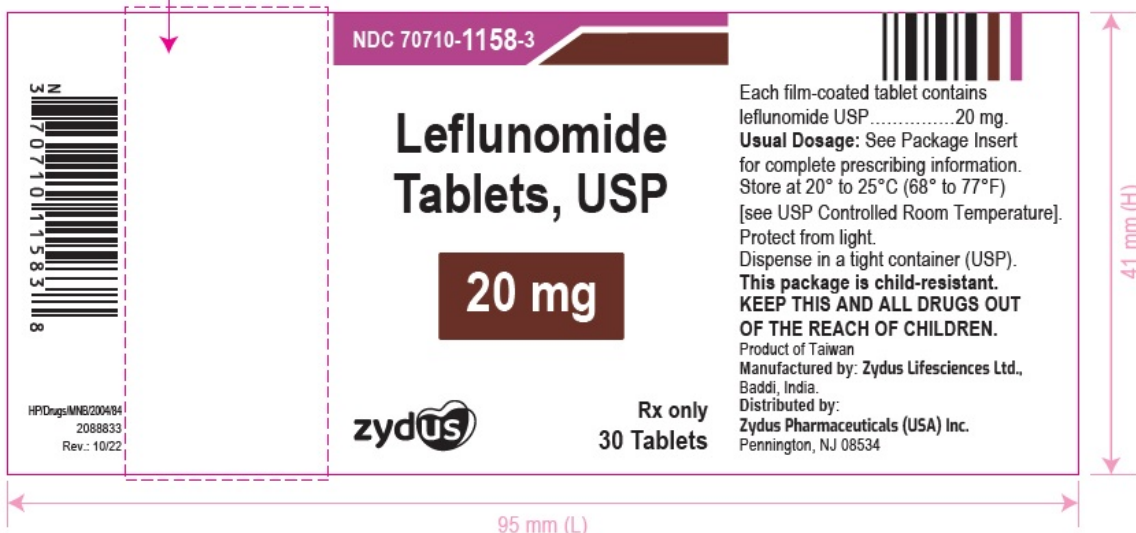 NDC 70710-1158-3
Leflunomide
Tablets, USP
20 mg
zydus
Rx only
30 Tablets
Each film-coated tablet contains
leflunomide USP...............20 mg.
Usual Dosage: See Package Insert
for complete prescribing information.
Store at 20° to 25°C (68° to 77°F)
[see USP Controlled Room Temperature].
Protect from light.
Dispense in a tight container (USP).
This package is child-resistant.
KEEP THIS AND ALL DRUGS OUT
OF THE REACH OF CHILDREN.
Product of Taiwan
Manufactured by: Zydus Lifesciences Ltd.,
Baddi, India.
Distributed by:
Zydus Pharmaceuticals (USA) Inc.
Pennington, NJ 08534
N
3 70710 11583 8
HP/Drugs/MNB/2004/84
2088833
Rev.: 10/22
41 mm (H)
95 mm (L)